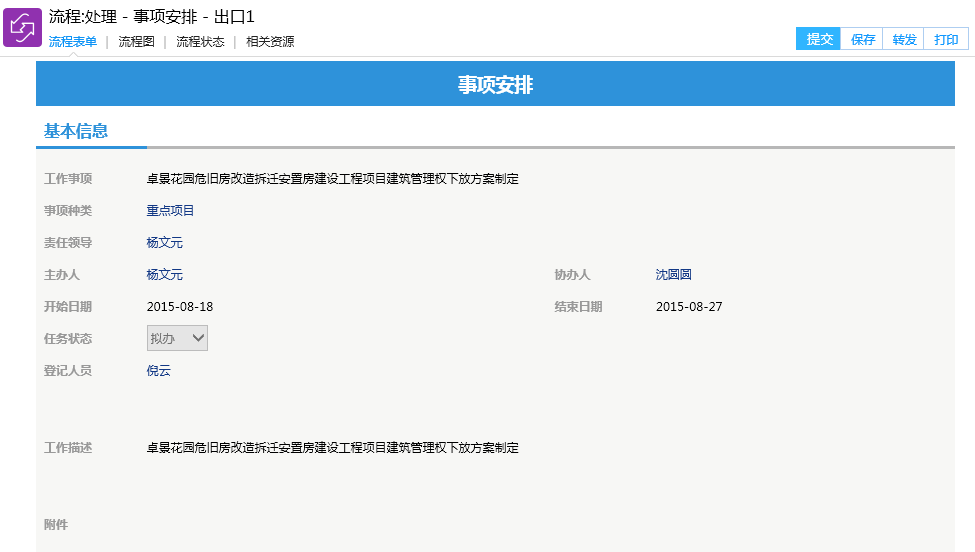 流程:处理 - 事项安排 - 出口1
流程表单 | 流程图 | 流程状态 | 相关资源
提交 保存 转发 打印
事项安排
基本信息
工作事项 卓景花园危旧房改造拆迁安置房建设工程项目建筑管理权下放方案制定
事项种类 重点项目
责任领导 杨文元
主办人 杨文元 协办人 沈圆圆
开始日期 2015-08-18 结束日期 2015-08-27
任务状态 拟办
登记人员 倪云
工作描述 卓景花园危旧房改造拆迁安置房建设工程项目建筑管理权下放方案制定
附件